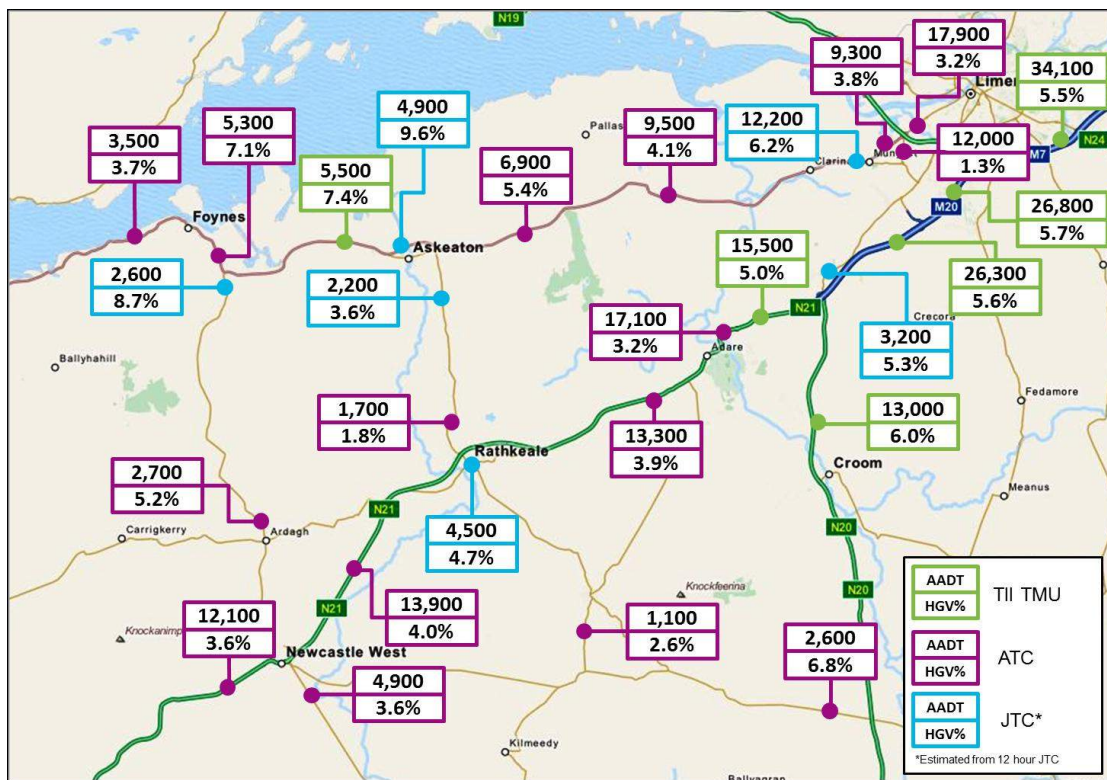 N19
17,900
3.2%
9,300
3.8%
Limer
34,100
5.5%
4,900
9.6%
Pallas
9,500
4.1%
12,200
6.2%
12,000
1.3%
N24
M7
3,500
3.7%
5,300
7.1%
5,500
7.4%
6,900
5.4%
Clarin
Mun
et
M20
26,800
5.7%
Foynes
Askeaton
15,500
5.0%
26,300
5.6%
2,600
8.7%
2,200
3.6%
N21
Crecora
17,100
3.2%
Adare
3,200
5.3%
Ballyhahill
Fedamore
1,700
1.8%
13,300
3.9%
13,000
6.0%
Rathkeale
Croom
2,700
5.2%
Meanus
N21
4,500
4.7%
Carrigkerry
Ardagh
N20
AADT
HGV%
TII TMU
Knockfeerina
N20
N21
13,900
4.0%
12,100
3.6%
1,100
2.6%
2,600
6.8%
AADT
HGV%
ATC
Knockanimp
Newcastle West
4,900
3.6%
AADT
HGV%
JTC*
*Estimated from 12 hour JTC
Kilmeedy
Ballyagran